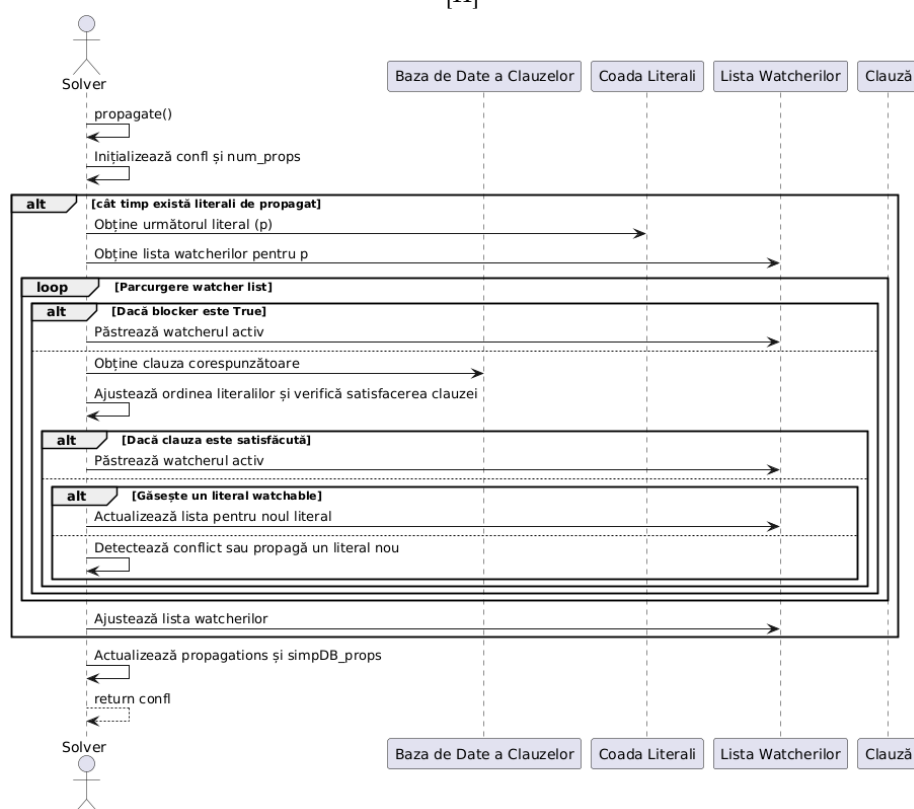 [H]
Solver
Baza de Date a Clauzelor
Coada Literali
Lista Watcherilor
Clauză
propagate()
Inițializează confl și num_props
alt [cât timp există literali de propagat]
Obține următorul literal (p)
Obține lista watcherilor pentru p
loop [Parcurgere watcher list]
alt [Dacă blocker este True]
Păstrează watcherul activ
Obține clauza corespunzătoare
Ajustează ordinea literalilor și verifică satisfacerea clauzei
alt [Dacă clauza este satisfăcută]
Păstrează watcherul activ
alt [Găsește un literal watchable]
Actualizează lista pentru noul literal
Detectează conflict sau propagă un literal nou
Ajustează lista watcherilor
Actualizează propagations și simpDB_props
return confl
Solver
Baza de Date a Clauzelor
Coada Literali
Lista Watcherilor
Clauză